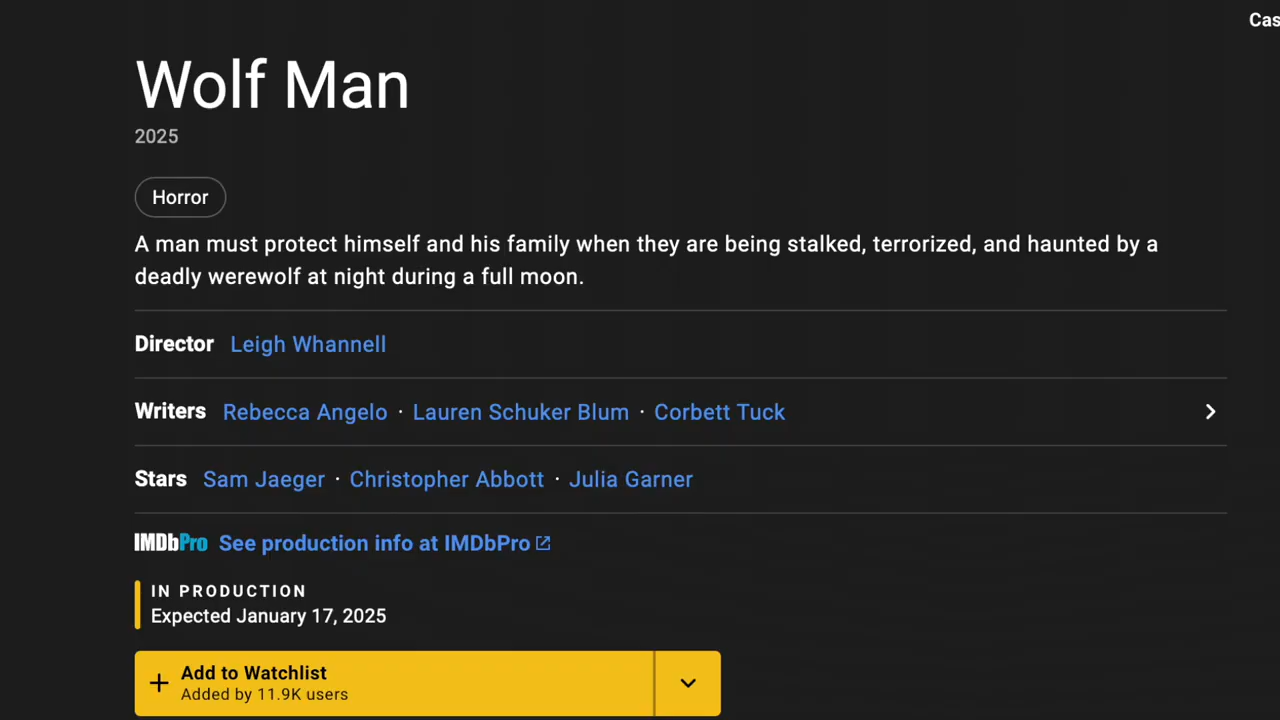 Cas
Wolf Man
2025
Horror
A man must protect himself and his family when they are being stalked, terrorized, and haunted by a
deadly werewolf at night during a full moon.
Director Leigh Whannell
Writers Rebecca Angelo · Lauren Schuker Blum · Corbett Tuck
Stars Sam Jaeger · Christopher Abbott · Julia Garner
IMDbPro See production info at IMDbPro
IN PRODUCTION
Expected January 17, 2025
+ Add to Watchlist
Added by 11.9K users